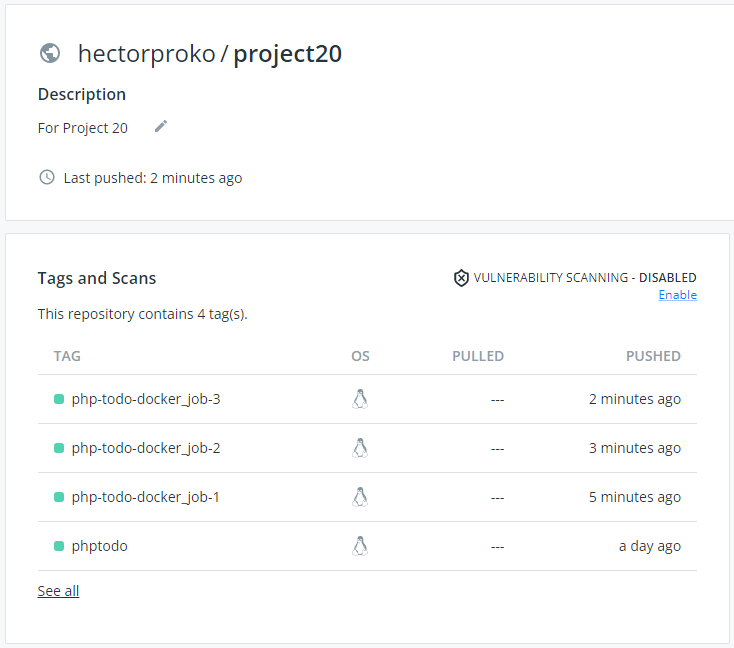 hectorproko / project20
Description
For Project 20
Last pushed: 2 minutes ago
Tags and Scans
VULNERABILITY SCANNING - DISABLED
Enable
This repository contains 4 tag(s).
TAG OS PULLED PUSHED
php-todo-docker_job-3 --- 2 minutes ago
php-todo-docker_job-2 --- 3 minutes ago
php-todo-docker_job-1 --- 5 minutes ago
phptodo --- a day ago
See all